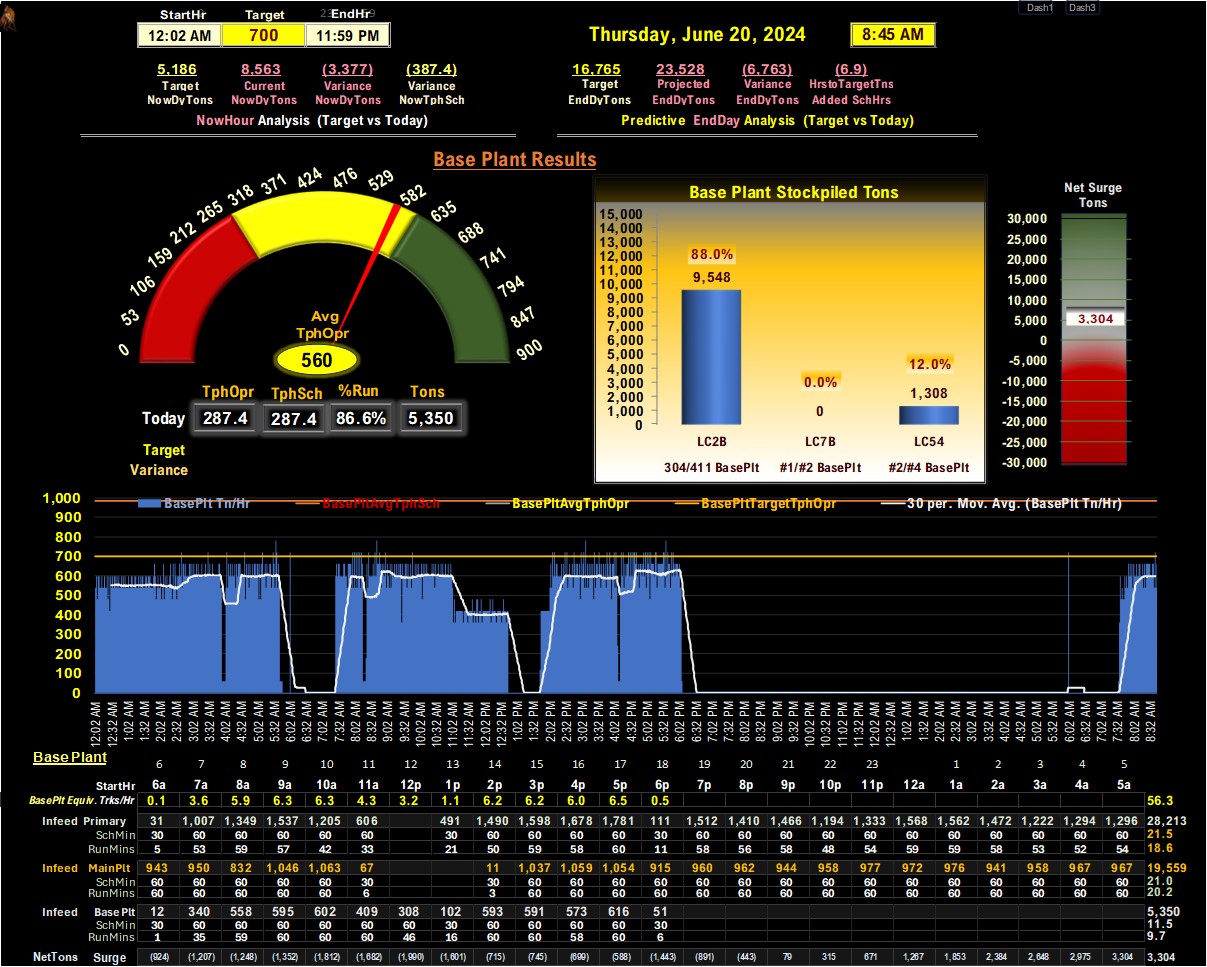 Dash1 Dash3
StartHr Target EndHr
12:02 AM 700 11:59 PM
Thursday, June 20, 2024 8:45 AM
5,186 8,563 (3,377) (387.4)
Target Current Variance Variance
NowDyTons NowDyTons NowDyTons NowTphSch
NowHour Analysis (Target vs Today)
16,765 23,528 (6,763) (6.9)
Target Projected Variance HrstoTargetTns
EndDyTons EndDyTons EndDyTons Added SchHrs
Predictive EndDay Analysis (Target vs Today)
Base Plant Results
0 53 106 159 212 265 318 371 424 476 529 582 635 688 741 794 847 900
Avg
TphOpr
560
TphOpr TphSch %Run Tons
Today 287.4 287.4 86.6% 5,350
Target
Variance
Base Plant Stockpiled Tons
15,000
14,000
13,000
12,000
11,000
10,000
9,000
8,000
7,000
6,000
5,000
4,000
3,000
2,000
1,000
0
88.0%
9,548
0.0%
0
12.0%
1,308
LC2B LC7B LC54
304/411 BasePlt #1/#2 BasePlt #2/#4 BasePlt
Net Surge
Tons
30,000
25,000
20,000
15,000
10,000
5,000
0
-5,000
-10,000
-15,000
-20,000
-25,000
-30,000
3,304
BasePlt Tn/Hr BasePltAvgTphSch BasePltAvgTphOpr BasePltTargetTphOpr 30 per. Mov. Avg. (BasePlt Tn/Hr)
1,000
900
800
700
600
500
400
300
200
100
0
12:02 AM 12:32 AM 1:02 AM 1:32 AM 2:02 AM 2:32 AM 3:02 AM 3:32 AM 4:02 AM 4:32 AM 5:02 AM 5:32 AM 6:02 AM 6:32 AM 7:02 AM 7:32 AM 8:02 AM 8:32 AM 9:02 AM 9:32 AM 10:02 AM 10:32 AM 11:02 AM 11:32 AM 12:02 PM 12:32 PM 1:02 PM 1:32 PM 2:02 PM 2:32 PM 3:02 PM 3:32 PM 4:02 PM 4:32 PM 5:02 PM 5:32 PM 6:02 PM 6:32 PM 7:02 PM 7:32 PM 8:02 PM 8:32 PM 9:02 PM 9:32 PM 10:02 PM 10:32 PM 11:02 PM 11:32 PM 12:02 AM 12:32 AM 1:02 AM 1:32 AM 2:02 AM 2:32 AM 3:02 AM 3:32 AM 4:02 AM 4:32 AM 5:02 AM 5:32 AM 6:02 AM 6:32 AM 7:02 AM 7:32 AM 8:02 AM 8:32 AM
Base Plant
6 7 8 9 10 11 12 13 14 15 16 17 18 19 20 21 22 23 1 2 3 4 5
StartHr 6a 7a 8a 9a 10a 11a 12p 1p 2p 3p 4p 5p 6p 7p 8p 9p 10p 11p 12a 1a 2a 3a 4a 5a
BasePlt Equiv. Trks/Hr 0.1 3.6 5.9 6.3 6.3 4.3 3.2 1.1 6.2 6.2 6.0 6.5 0.5 56.3
Infeed Primary 31 1,007 1,349 1,537 1,205 606 491 1,490 1,598 1,678 1,781 111 1,512 1,410 1,466 1,194 1,333 1,568 1,562 1,472 1,222 1,294 1,296 28,213
SchMin 30 60 60 60 60 30 30 60 60 60 60 30 60 60 60 60 60 60 60 60 60 60 60 21.5
RunMins 5 53 59 57 42 33 21 50 59 58 60 11 58 56 58 48 54 59 59 58 53 52 54 18.6
Infeed MainPlt 943 950 832 1,046 1,063 67 11 1,037 1,059 1,054 915 960 962 944 958 977 972 976 941 958 967 967 19,559
SchMin 60 60 60 60 60 30 30 60 60 60 60 60 60 60 60 60 60 60 60 60 60 60 21.0
RunMins 60 60 60 60 60 6 3 60 60 60 60 60 60 60 60 60 60 60 60 60 60 60 20.2
Infeed BasePlt 12 340 558 595 602 409 308 102 593 591 573 616 51 5,350
SchMin 30 60 60 60 60 60 60 30 60 60 60 60 30 11.5
RunMins 1 35 59 60 60 60 46 16 60 60 58 60 6 9.7
NetTons Surge (924) (1,207) (1,248) (1,352) (1,812) (1,682) (1,990) (1,601) (715) (745) (699) (588) (1,443) (891) (443) 79 315 671 1,267 1,853 2,384 2,648 2,975 3,304 3,304